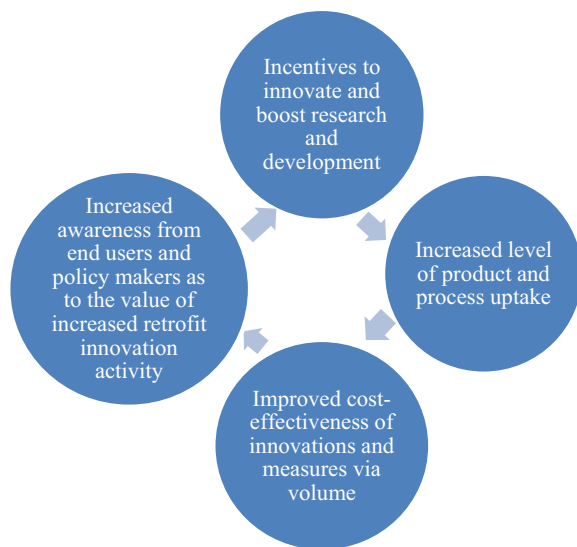 Incentives to
innovate and
boost research
and
development
Increased level
of product and
process uptake
Improved cost-
effectiveness of
innovations and
measures via
volume
Increased
awareness from
end users and
policy makers as
to the value of
increased retrofit
innovation
activity